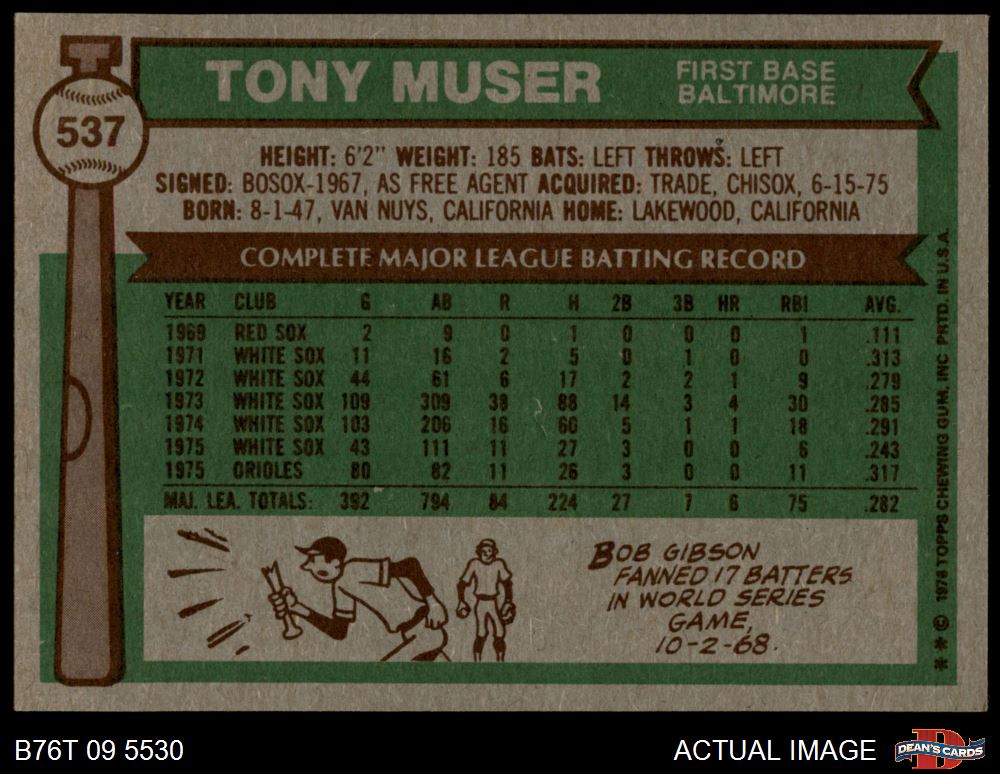 TONY MUSER
FIRST BASE
BALTIMORE
537
HEIGHT: 6'2" WEIGHT: 185 BATS: LEFT THROWS: LEFT
SIGNED: BOSOX-1967, AS FREE AGENT ACQUIRED: TRADE, CHISOX, 6-15-75
BORN: 8-1-47, VAN NUYS, CALIFORNIA HOME: LAKEWOOD, CALIFORNIA
COMPLETE MAJOR LEAGUE BATTING RECORD
YEAR CLUB G AB R H 2B 3B HR RBI AVG.
1969 RED SOX 2 9 0 1 0 0 0 1 .111
1971 WHITE SOX 11 16 2 5 0 1 0 0 .313
1972 WHITE SOX 44 61 6 17 2 2 1 9 .279
1973 WHITE SOX 109 309 38 88 14 3 4 30 .285
1974 WHITE SOX 103 206 16 60 5 1 1 18 .291
1975 WHITE SOX 43 111 11 27 3 0 0 6 .243
1975 ORIOLES 80 82 11 26 3 0 0 11 .317
MAJ. LEA. TOTALS: 392 794 84 224 27 7 6 75 .282
BOB GIBSON
FANNED 17 BATTERS
IN WORLD SERIES
GAME,
10-2-68.
** © 1976 TOPPS CHEWING GUM, INC. PRTD. IN U.S.A.
B76T 09 5530
ACTUAL IMAGE
D
DEAN'S CARDS